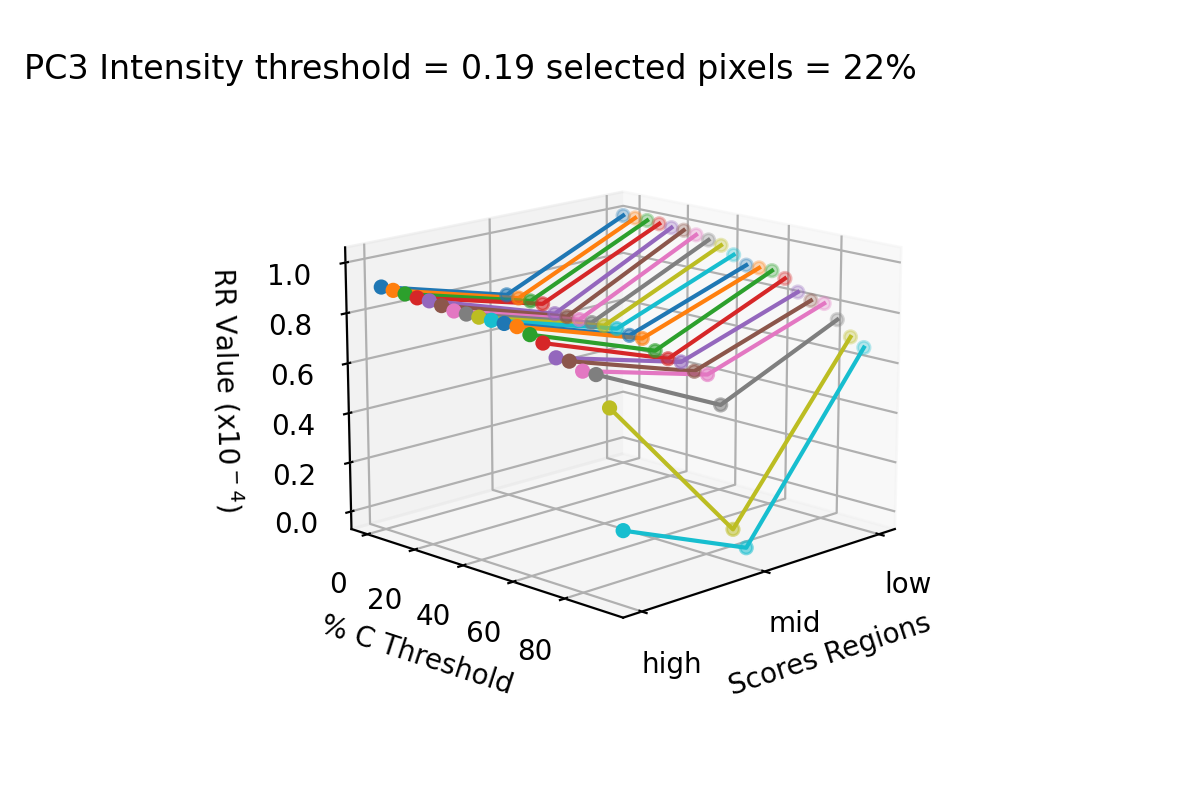 PC3 Intensity threshold = 0.19 selected pixels = 22%
1.0
0.8
0.6
0.4
0.2
0.0
RR Value (x10⁻⁴)
0
20
40
60
80
% C Threshold
low
mid
high
Scores Regions